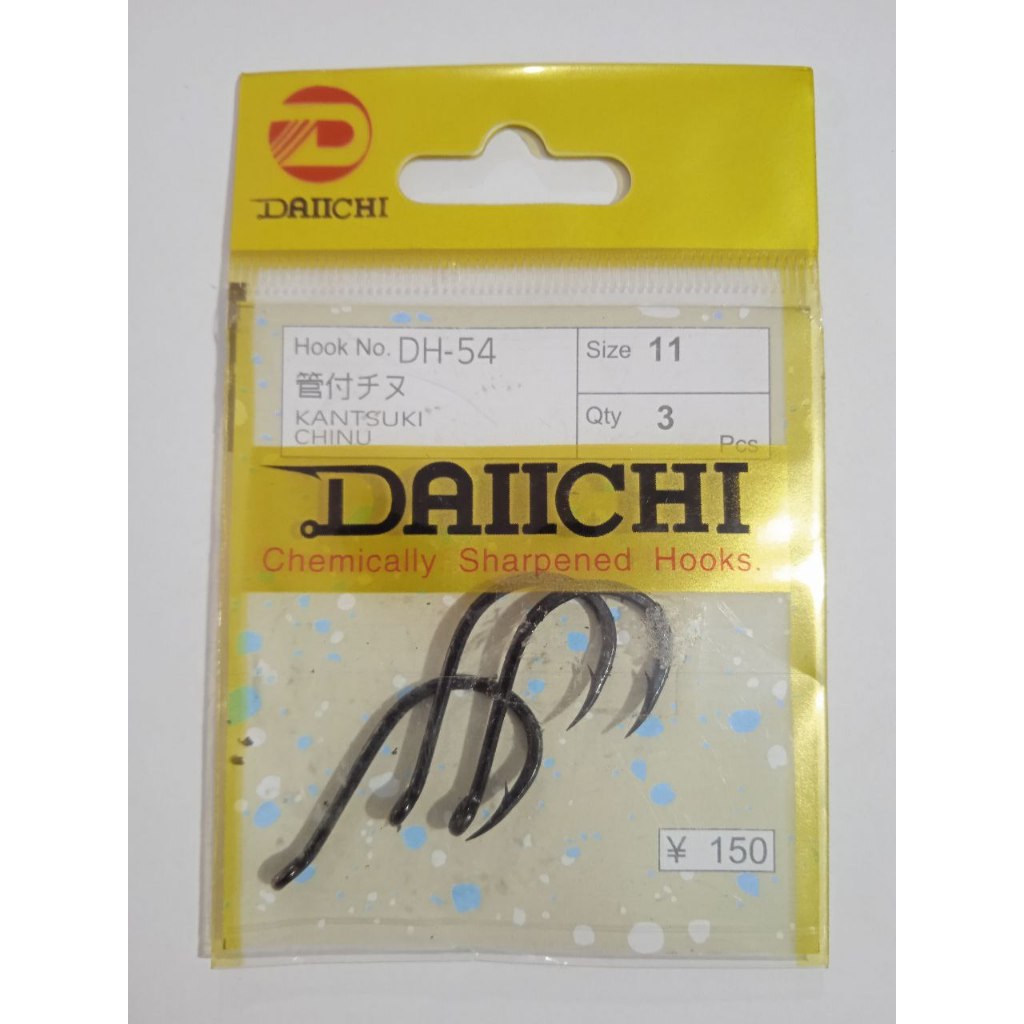 DAIICHI
Hook No. DH-54
管付チヌ
KANTSUKI
CHINU
Size 11
Qty 3
Pcs
DAIICHI
Chemically Sharpened Hooks.
¥ 150